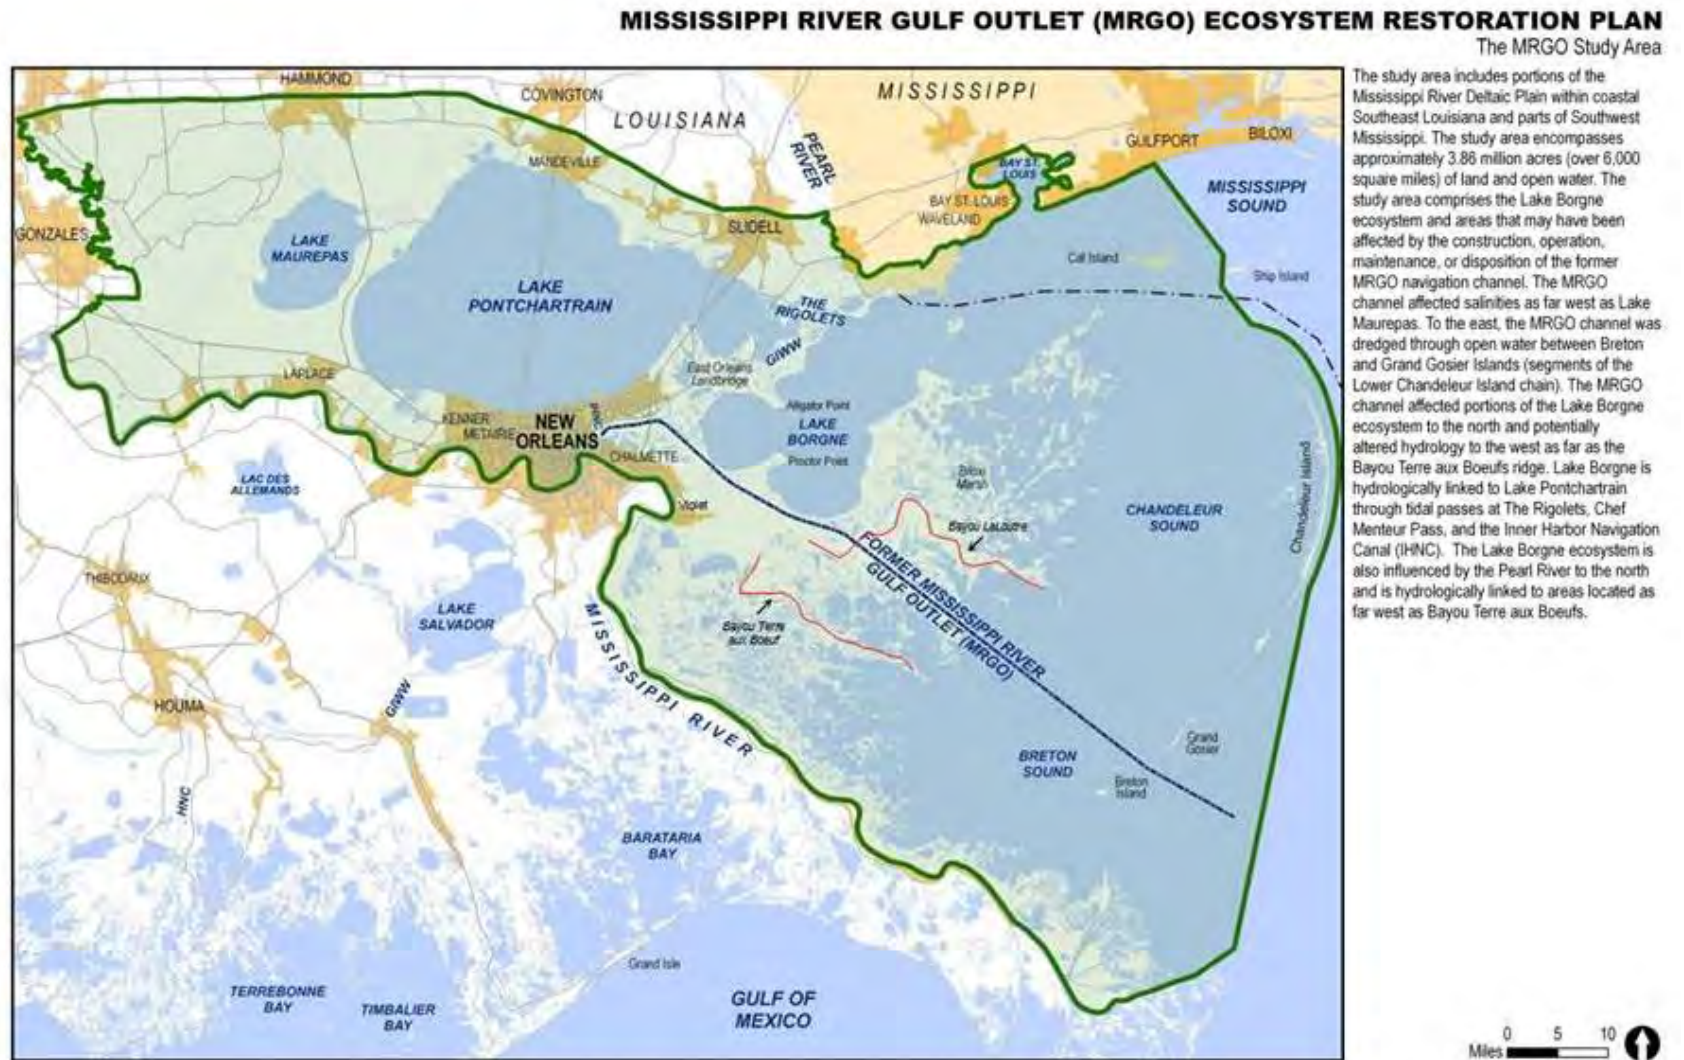 MISSISSIPPI RIVER GULF OUTLET (MRGO) ECOSYSTEM RESTORATION PLAN
The MRGO Study Area
The study area includes portions of the
Mississippi River Deltaic Plain within coastal
Southeast Louisiana and parts of Southwest
Mississippi. The study area encompasses
approximately 3.86 million acres (over 6,000
square miles) of land and open water. The
study area comprises the Lake Borgne
ecosystem and areas that may have been
affected by the construction, operation,
maintenance, or disposition of the former
MRGO navigation channel. The MRGO
channel affected salinities as far west as Lake
Maurepas. To the east, the MRGO channel was
dredged through open water between Breton
and Grand Gosier Islands (segments of the
Lower Chandeleur Island chain). The MRGO
channel affected portions of the Lake Borgne
ecosystem to the north and potentially
altered hydrology to the west as far as the
Bayou Terre aux Boeufs ridge. Lake Borgne is
hydrologically linked to Lake Pontchartrain
through tidal passes at The Rigolets, Chef
Menteur Pass, and the Inner Harbor Navigation
Canal (IHNC). The Lake Borgne ecosystem is
also influenced by the Pearl River to the north
and is hydrologically linked to areas located as
far west as Bayou Terre aux Boeufs.
HAMMOND
COVINGTON
LOUISIANA
MISSISSIPPI
PEARL
RIVER
GULFPORT
BILOXI
MANDEVILLE
BAY ST.
LOUIS
BAY ST. LOUIS
WAVELAND
MISSISSIPPI
SOUND
GONZALES
SLIDELL
LAKE
MAUREPAS
Cat Island
Ship Island
LAKE
PONTCHARTRAIN
THE
RIGOLETS
GIWW
East Orleans
Landbridge
LAPLACE
KENNER
METAIRIE
NEW
ORLEANS
IHNC
CHALMETTE
Alligator Point
LAKE
BORGNE
Proctor Point
Violet
LAC DES
ALLEMANDS
Biloxi
Marsh
Bayou LaLoutre
CHANDELEUR
SOUND
Chandeleur Island
FORMER MISSISSIPPI RIVER
GULF OUTLET (MRGO)
THIBODAUX
LAKE
SALVADOR
Bayou Terre
aux Boeuf
MISSISSIPPI RIVER
HOUMA
GIWW
HNC
Grand
Gosier
BRETON
SOUND
Breton
Island
BARATARIA
BAY
Grand Isle
TERREBONNE
BAY
TIMBALIER
BAY
GULF OF
MEXICO
0 5 10
Miles